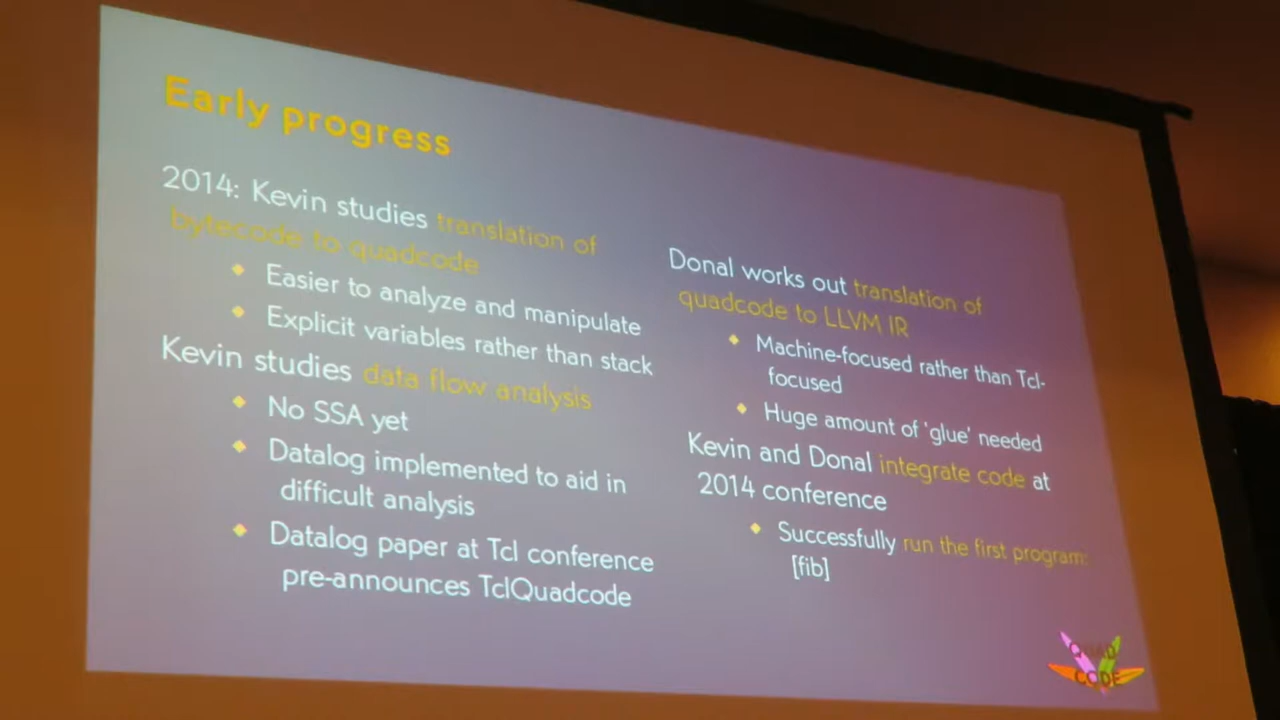 Early progress
2014: Kevin studies translation of
bytecode to quadcode
Easier to analyze and manipulate
Explicit variables rather than stack
Kevin studies data flow analysis
No SSA yet
Datalog implemented to aid in
difficult analysis
Datalog paper at Tcl conference
pre-announces TclQuadcode
Donal works out translation of
quadcode to LLVM IR
Machine-focused rather than Tcl-
focused
Huge amount of 'glue' needed
Kevin and Donal integrate code at
2014 conference
Successfully run the first program:
[fib]
QUAD
CODE